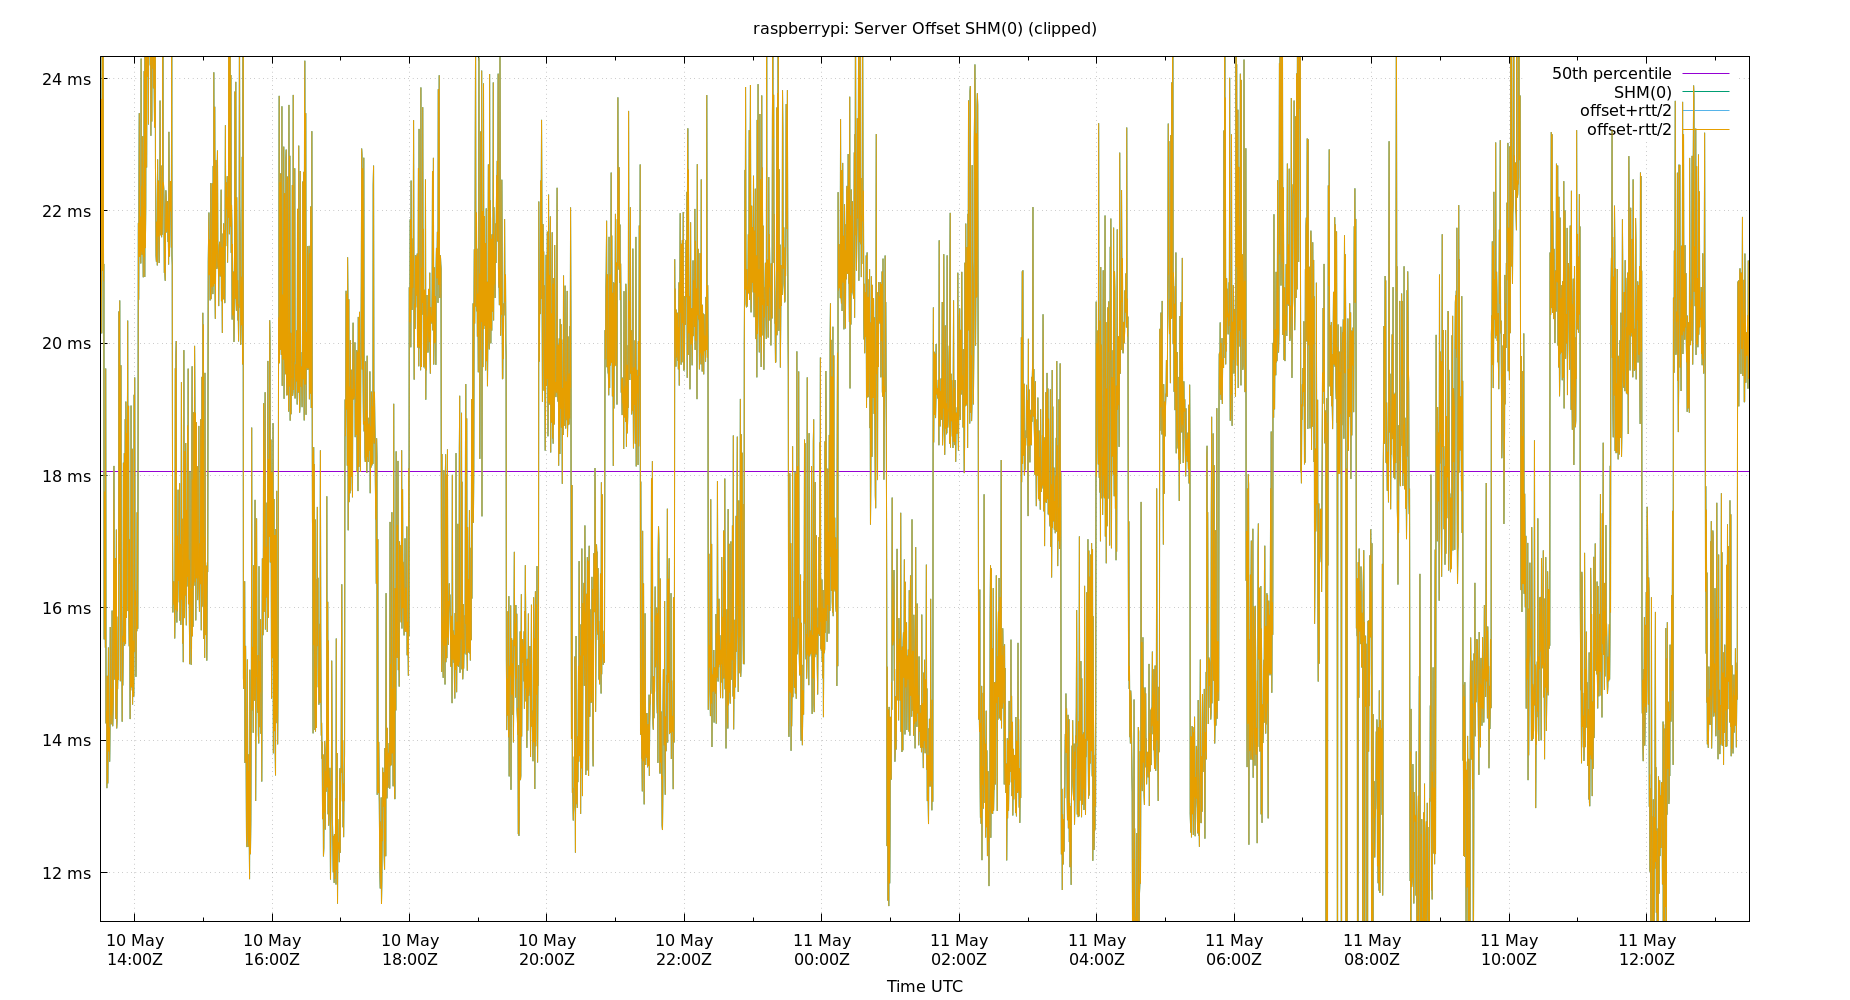 raspberrypi: Server Offset SHM(0) (clipped)
50th percentile
SHM(0)
offset+rtt/2
offset-rtt/2
24 ms
22 ms
20 ms
18 ms
16 ms
14 ms
12 ms
10 May 10 May 10 May 10 May 10 May 11 May 11 May 11 May 11 May 11 May 11 May 11 May
14:00Z 16:00Z 18:00Z 20:00Z 22:00Z 00:00Z 02:00Z 04:00Z 06:00Z 08:00Z 10:00Z 12:00Z
Time UTC